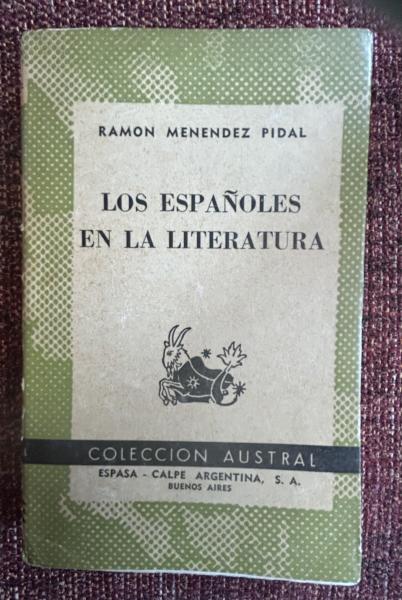 RAMON MENENDEZ PIDAL
LOS ESPAÑOLES
EN LA LITERATURA
COLECCION AUSTRAL
ESPASA - CALPE ARGENTINA, S. A.
BUENOS AIRES